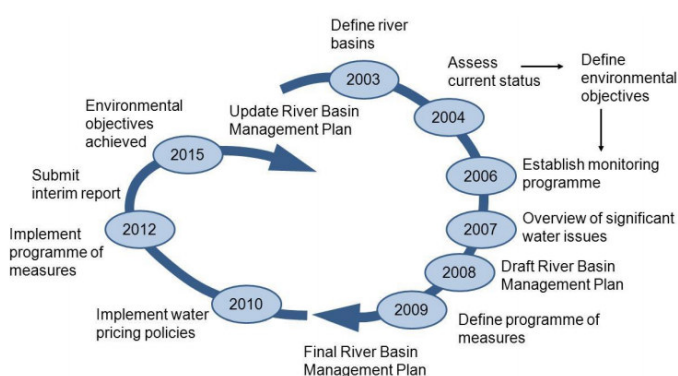 Define river
basins
2003
Assess
current status
Define
environmental
objectives
2004
Establish monitoring
programme
2006
Overview of significant
water issues
2007
Draft River Basin
Management Plan
2008
Define programme of
measures
2009
Final River Basin
Management Plan
Implement water
pricing policies
2010
Implement
programme of
measures
2012
Submit
interim report
Environmental
objectives
achieved
2015
Update River Basin
Management Plan